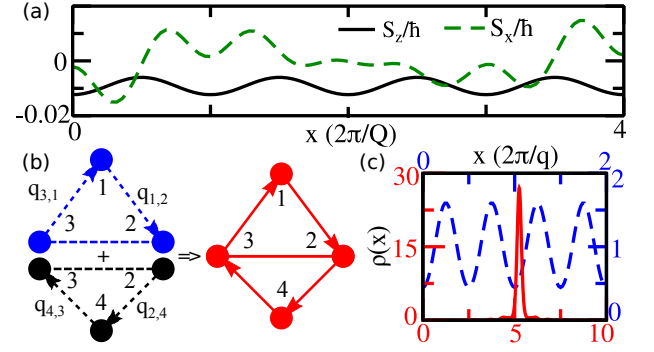 (a)
S_z/ħ
S_x/ħ
0
-0.02
0
2
4
x (2π/Q)
(b)
q_{3,1}
1
q_{1,2}
3
2
+
3
2
q_{4,3}
4
q_{2,4}
⇒
1
3
2
4
(c)
x (2π/q)
0
2
30
15
0
ρ(x)
2
1
0
0
5
10